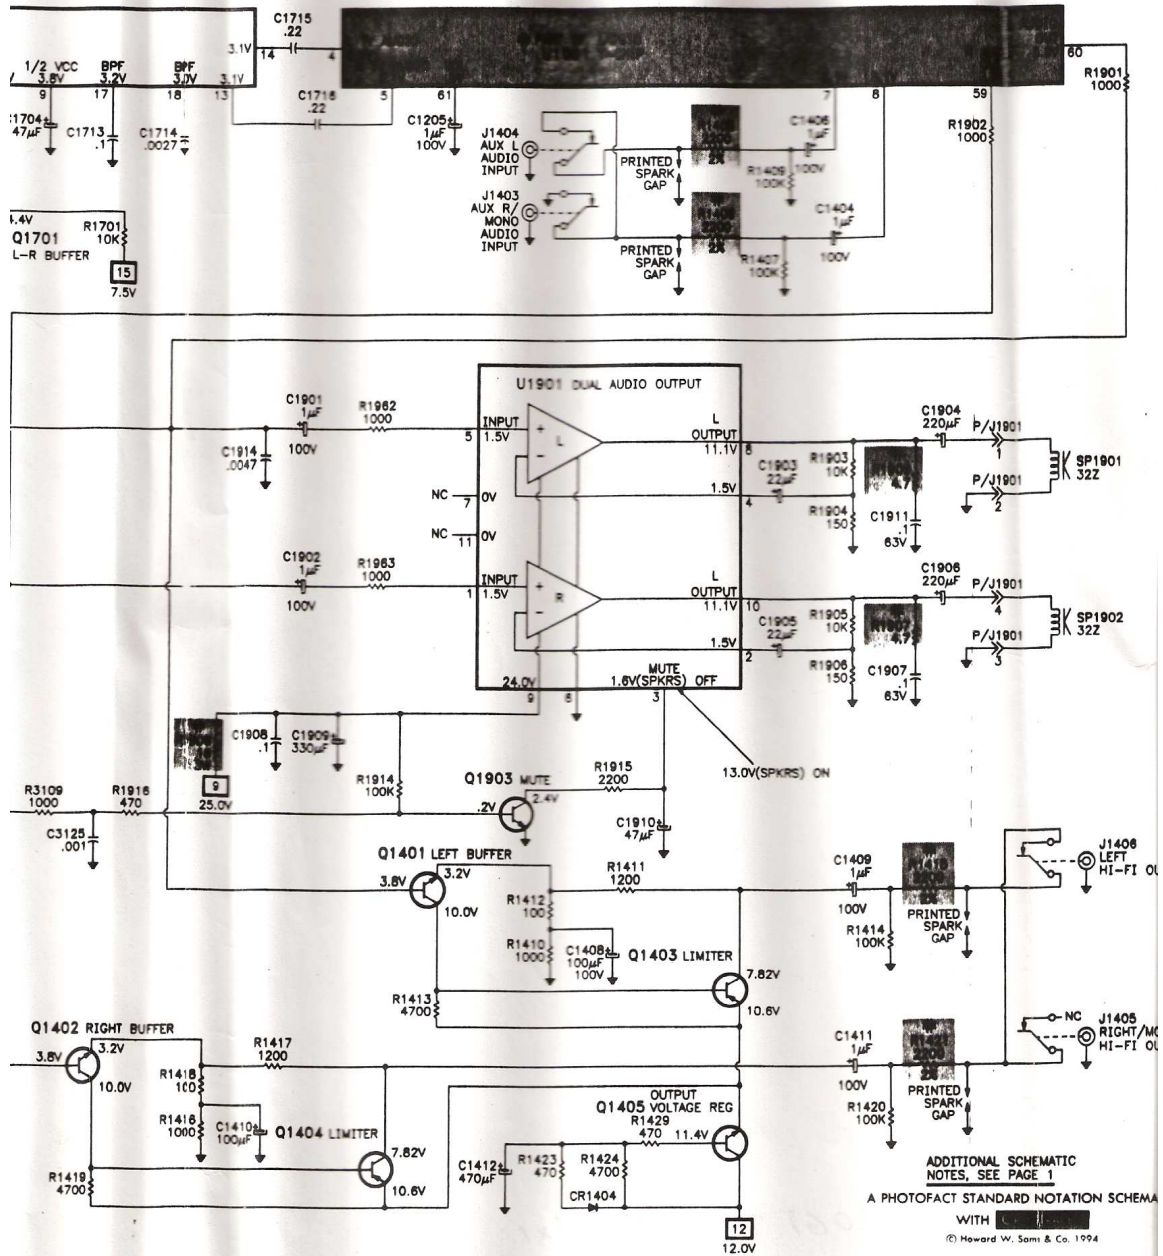 C1715
.22
3.1V
14
4
60
1/2 VCC
3.8V
BPF
3.2V
BPF
3.0V
3.1V
9
17
18
13
5
61
7
8
59
R1901
1000
C1704
47µF
C1713
.1
C1714
.0027
C1716
.22
C1205
1µF
100V
J1404
AUX L
AUDIO
INPUT
PRINTED
SPARK
GAP
2%
C1406
1µF
100V
R1409
100K
R1902
1000
J1403
AUX R/
MONO
AUDIO
INPUT
PRINTED
SPARK
GAP
2200
2%
C1404
1µF
100V
R1407
100K
4.4V
Q1701
L-R BUFFER
R1701
10K
15
7.5V
U1901 DUAL AUDIO OUTPUT
C1901
1µF
100V
R1962
1000
C1914
.0047
INPUT
5
1.5V
+
L
-
L
OUTPUT
11.1V
1.5V
4
NC
7
0V
NC
11
0V
C1903
22µF
R1903
10K
R1904
150
4.7
C1911
.1
63V
C1904
220µF
P/J1901
1
P/J1901
2
SP1901
32Z
C1902
1µF
100V
R1963
1000
INPUT
1
1.5V
+
R
-
L
OUTPUT
11.1V
10
1.5V
2
C1905
22µF
R1905
10K
R1906
150
4.7
C1907
.1
63V
C1906
220µF
P/J1901
4
P/J1901
3
SP1902
32Z
MUTE
1.6V(SPKRS) OFF
3
24.0V
9
6
13.0V(SPKRS) ON
C1908
.1
C1909
330µF
9
25.0V
R1914
100K
R3109
1000
R1916
470
C3125
.001
Q1903 MUTE
.2V
2.4V
R1915
2200
C1910
47µF
Q1401 LEFT BUFFER
3.8V
3.2V
10.0V
R1411
1200
R1412
100
R1410
1000
C1408
100µF
100V
R1413
4700
Q1403 LIMITER
7.82V
10.6V
C1409
1µF
100V
R1414
100K
PRINTED
SPARK
GAP
J1406
LEFT
HI-FI OU
Q1402 RIGHT BUFFER
3.8V
3.2V
10.0V
R1417
1200
R1418
100
R1416
1000
C1410
100µF
R1419
4700
Q1404 LIMITER
7.82V
10.6V
OUTPUT
Q1405 VOLTAGE REG
R1429
470
11.4V
C1412
470µF
R1423
470
R1424
4700
CR1404
12
12.0V
C1411
1µF
100V
R1420
100K
R1421
2200
2%
PRINTED
SPARK
GAP
NC
J1405
RIGHT/MO
HI-FI OU
ADDITIONAL SCHEMATIC
NOTES, SEE PAGE 1
A PHOTOFACT STANDARD NOTATION SCHEMA
WITH
© Howard W. Sams & Co. 1994